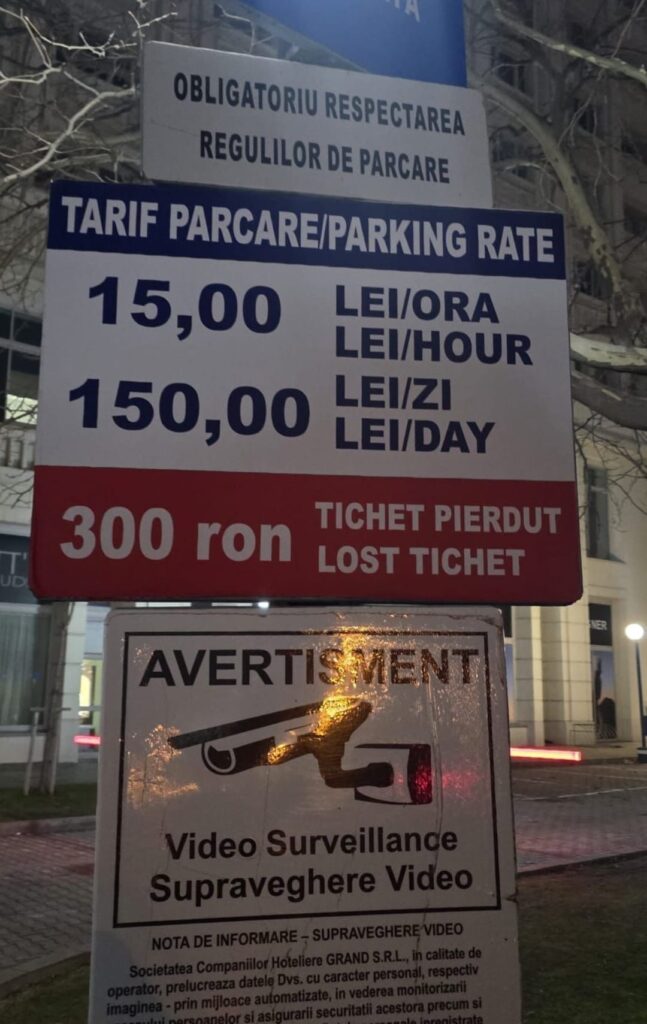 OBLIGATORIU RESPECTAREA
REGULILOR DE PARCARE
TARIF PARCARE/PARKING RATE
15,00 LEI/ORA
LEI/HOUR
150,00 LEI/ZI
LEI/DAY
300 ron TICHET PIERDUT
LOST TICHET
AVERTISMENT
Video Surveillance
Supraveghere Video
NOTA DE INFORMARE – SUPRAVEGHERE VIDEO
Societatea Companiilor Hoteliere GRAND S.R.L., in calitate de
operator, prelucreaza datele Dvs. cu caracter personal, respectiv
imaginea - prin mijloace automatizate, in vederea monitorizarii
persoanelor si asigurarii securitatii acestora precum si